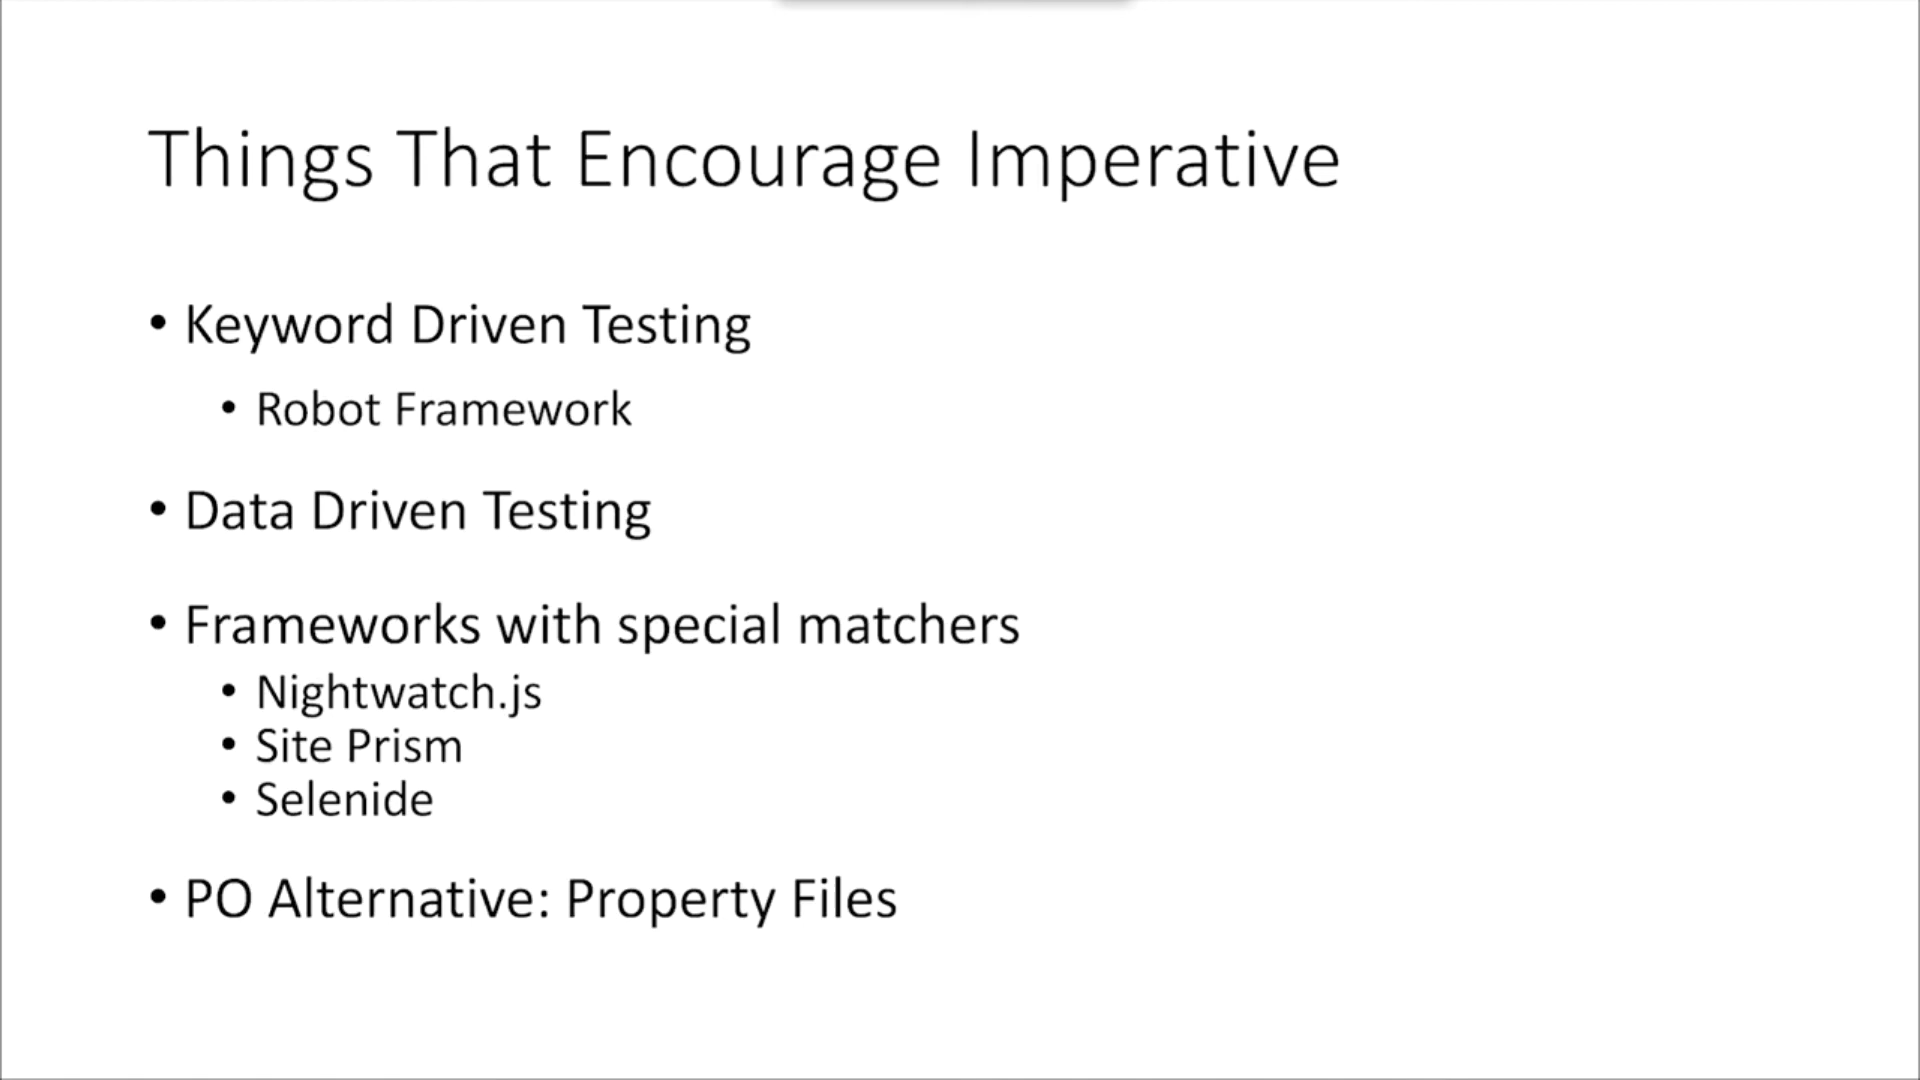 Things That Encourage Imperative
• Keyword Driven Testing
• Robot Framework
• Data Driven Testing
• Frameworks with special matchers
• Nightwatch.js
• Site Prism
• Selenide
• PO Alternative: Property Files